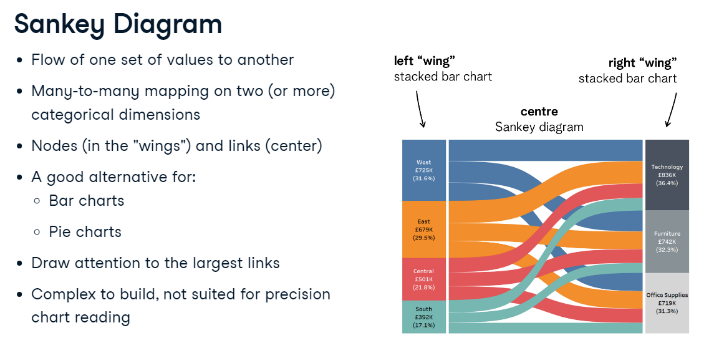 Sankey Diagram
Flow of one set of values to another
Many-to-many mapping on two (or more)
categorical dimensions
Nodes (in the "wings") and links (center)
A good alternative for:
Bar charts
Pie charts
Draw attention to the largest links
Complex to build, not suited for precision
chart reading
left “wing”
stacked bar chart
right “wing”
stacked bar chart
centre
Sankey diagram
West
£725K
(31.6%)
East
£679K
(29.5%)
Central
£501K
(21.8%)
South
£392K
(17.1%)
Technology
£836K
(36.4%)
Furniture
£742K
(32.3%)
Office Supplies
£719K
(31.3%)